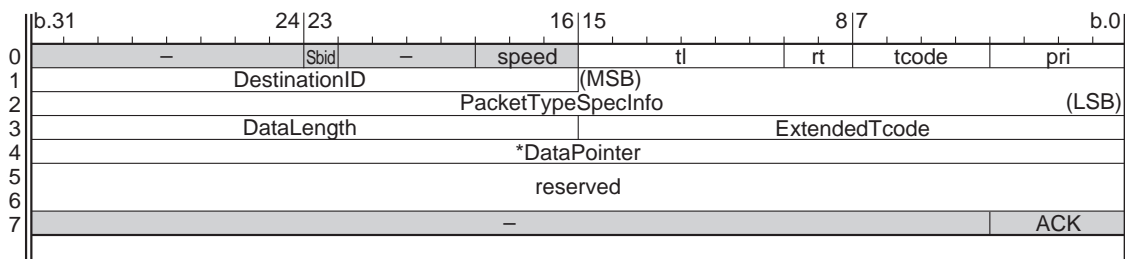 b.31 24 23 16 15 8 7 b.0
0 – Sbid – speed tl rt tcode pri
1 DestinationID (MSB)
2 PacketTypeSpecInfo (LSB)
3 DataLength ExtendedTcode
4 *DataPointer
5
reserved
6
7 – ACK